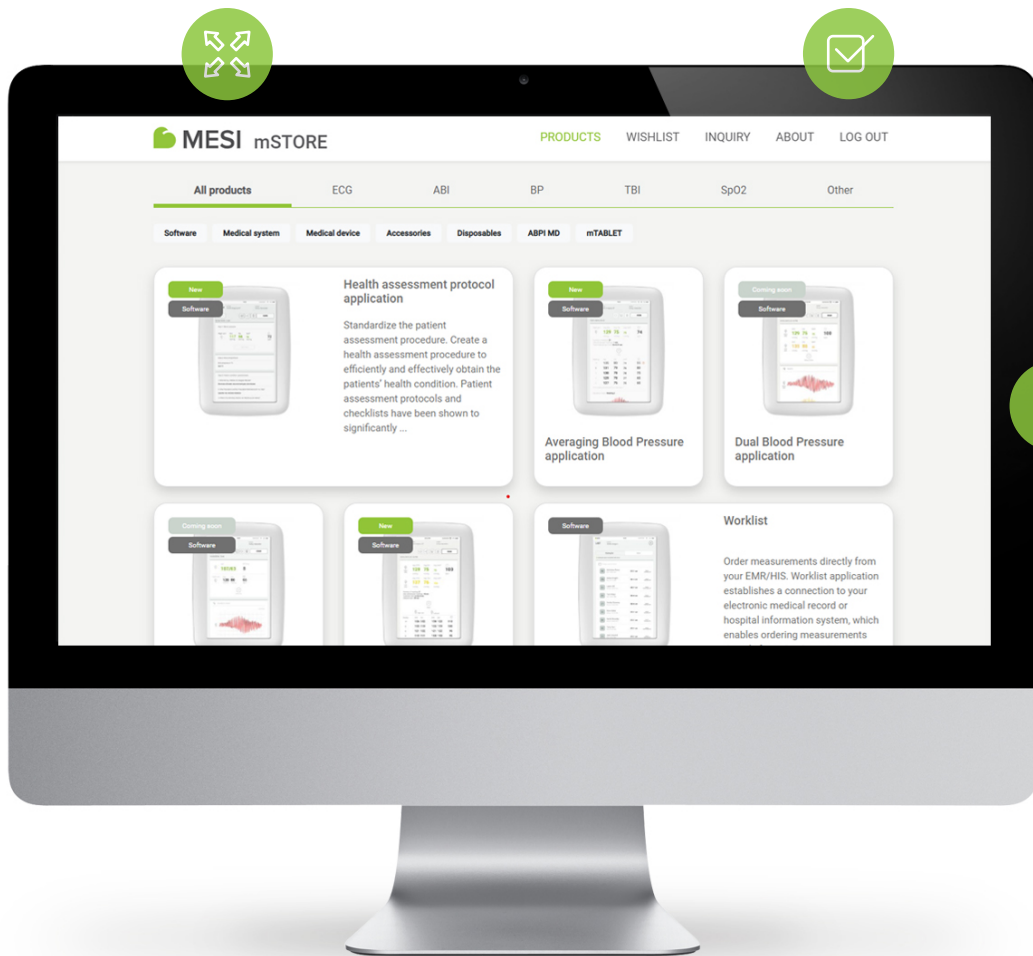 MESI mSTORE
PRODUCTS WISHLIST INQUIRY ABOUT LOG OUT
All products ECG ABI BP TBI SpO2 Other
Software Medical system Medical device Accessories Disposables ABPI MD mTABLET
New
Software
Health assessment protocol
application
Standardize the patient
assessment procedure. Create a
health assessment procedure to
efficiently and effectively obtain the
patients' health condition. Patient
assessment protocols and
checklists have been shown to
significantly ...
New
Software
Averaging Blood Pressure
application
Coming soon
Software
Dual Blood Pressure
application
Coming soon
Software
New
Software
Software
Worklist
Order measurements directly from
your EMR/HIS. Worklist application
establishes a connection to your
electronic medical record or
hospital information system, which
enables ordering measurements